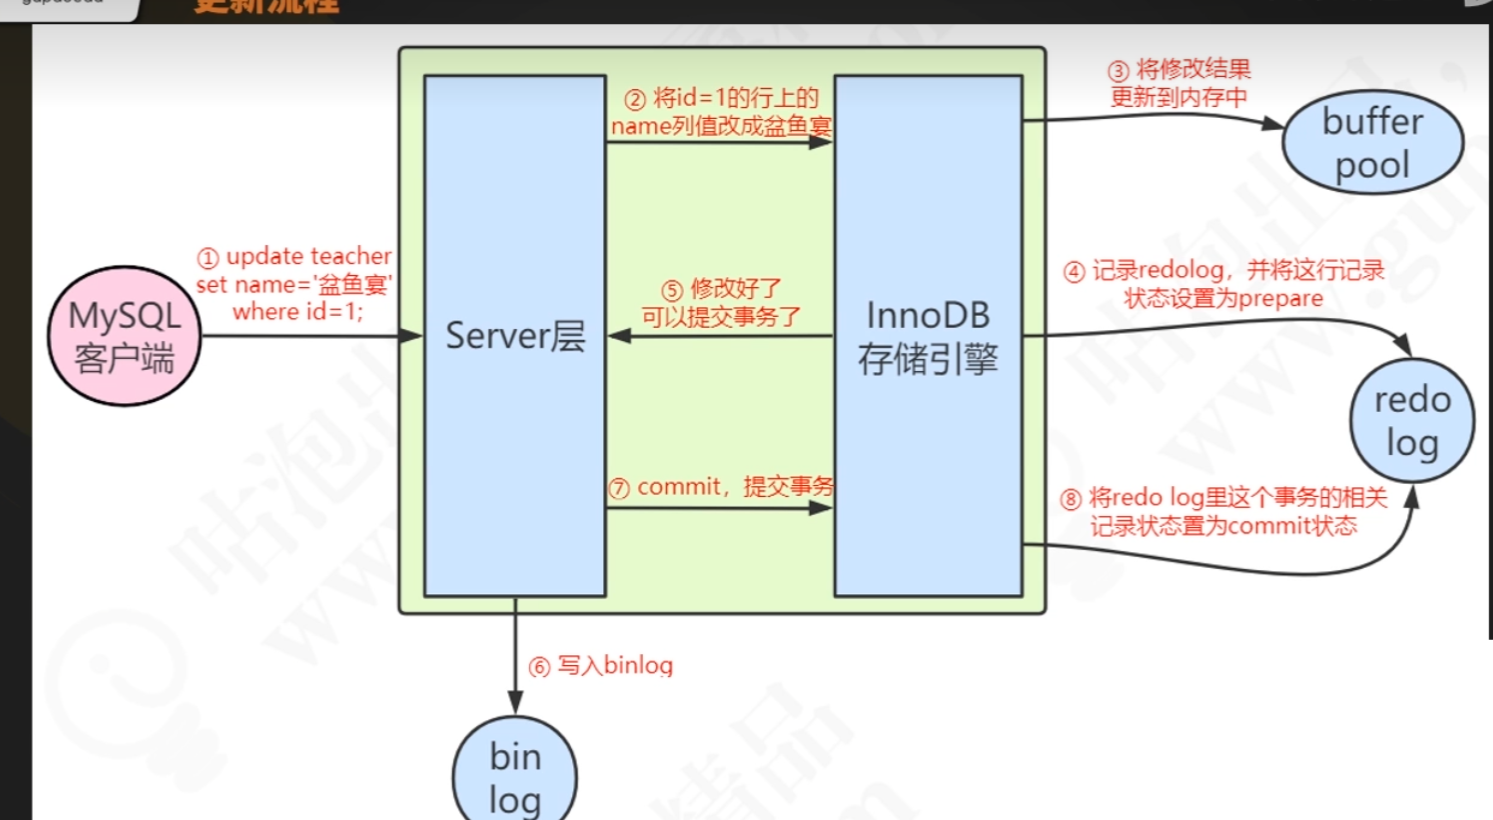 更新流程
① update teacher
set name='盆鱼宴'
where id=1;
MySQL
客户端
Server层
② 将id=1的行上的
name列值改成盆鱼宴
⑤ 修改好了
可以提交事务了
⑦ commit，提交事务
InnoDB
存储引擎
③ 将修改结果
更新到内存中
buffer
pool
④ 记录redolog，并将这行记录
状态设置为prepare
redo
log
⑧ 将redo log里这个事务的相关
记录状态置为commit状态
⑥ 写入binlog
bin
log